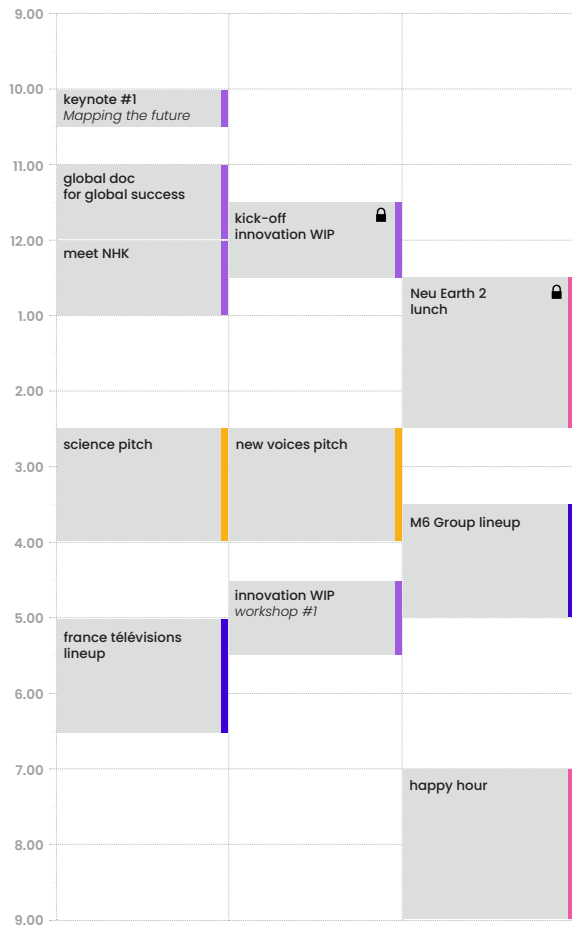 9.00
10.00
keynote #1
Mapping the future
11.00
global doc
for global success
kick-off
innovation WIP
12.00
meet NHK
Neu Earth 2
lunch
1.00
2.00
science pitch
new voices pitch
3.00
M6 Group lineup
4.00
innovation WIP
workshop #1
5.00
france télévisions
lineup
6.00
7.00
happy hour
8.00
9.00